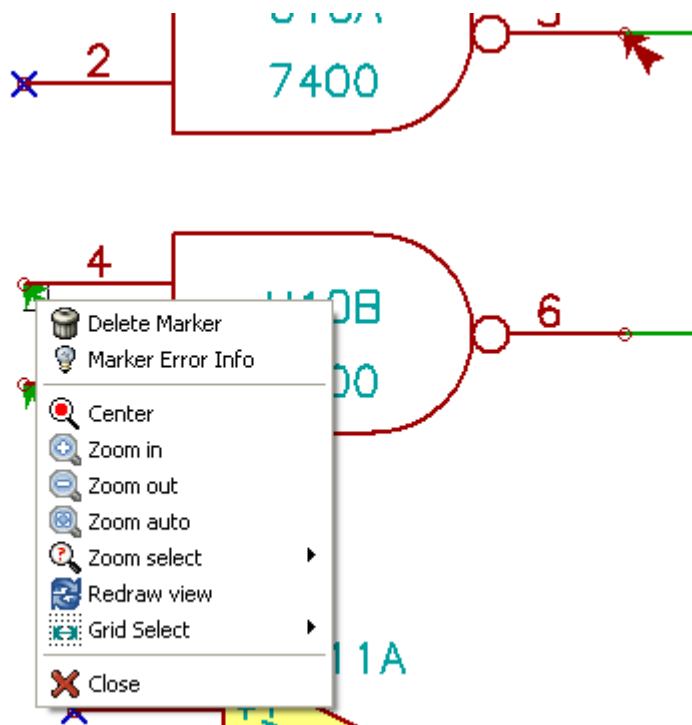 2
7400
4
6
Delete Marker
Marker Error Info
Center
Zoom in
Zoom out
Zoom auto
Zoom select
Redraw view
Grid Select
11A
Close